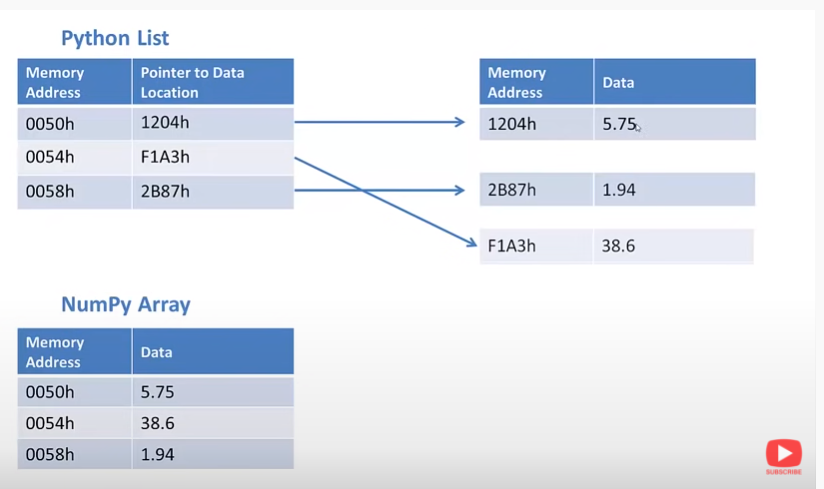 Python List
Memory Address
Pointer to Data Location
0050h 1204h
0054h F1A3h
0058h 2B87h
Memory Address
Data
1204h 5.75
2B87h 1.94
F1A3h 38.6
NumPy Array
Memory Address
Data
0050h 5.75
0054h 38.6
0058h 1.94
SUBSCRIBE